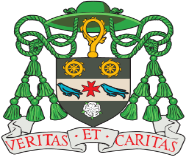 VERITAS · ET · CARITAS